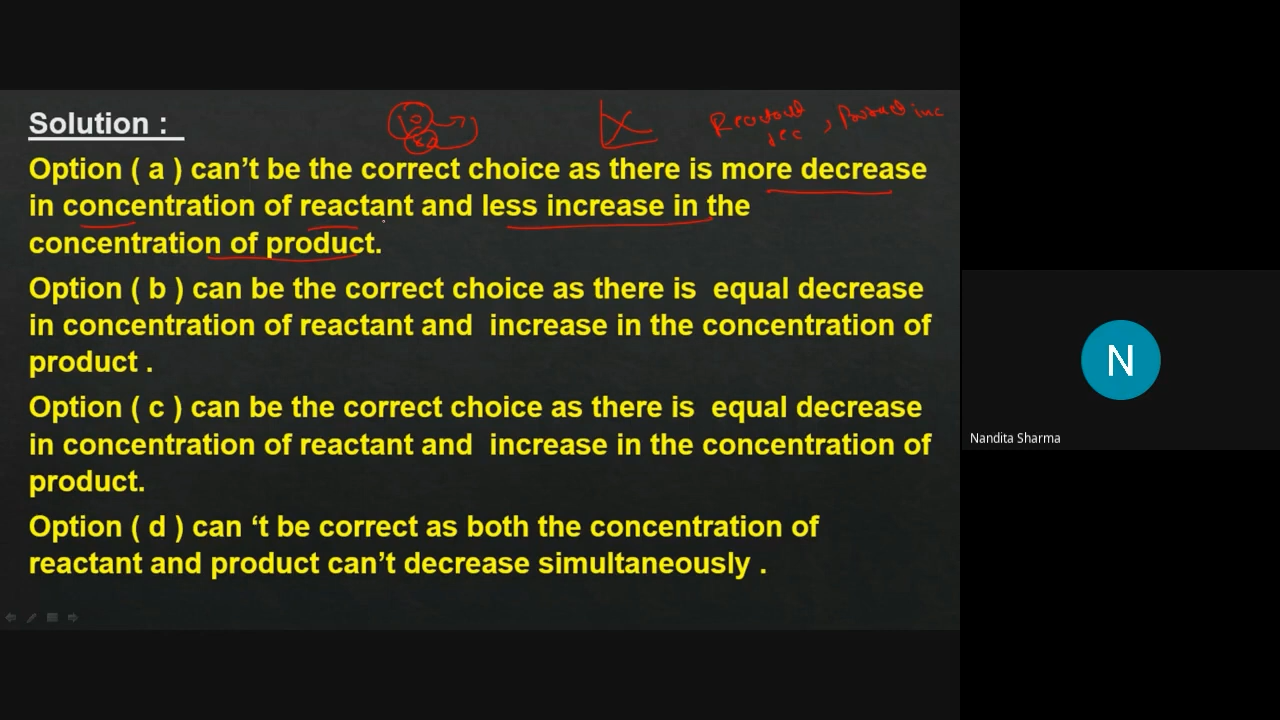 Solution :
Reactant dec , Product inc
Option ( a ) can’t be the correct choice as there is more decrease
in concentration of reactant and less increase in the
concentration of product.
Option ( b ) can be the correct choice as there is equal decrease
in concentration of reactant and increase in the concentration of
product .
Option ( c ) can be the correct choice as there is equal decrease
in concentration of reactant and increase in the concentration of
product.
Option ( d ) can ‘t be correct as both the concentration of
reactant and product can’t decrease simultaneously .
N
Nandita Sharma